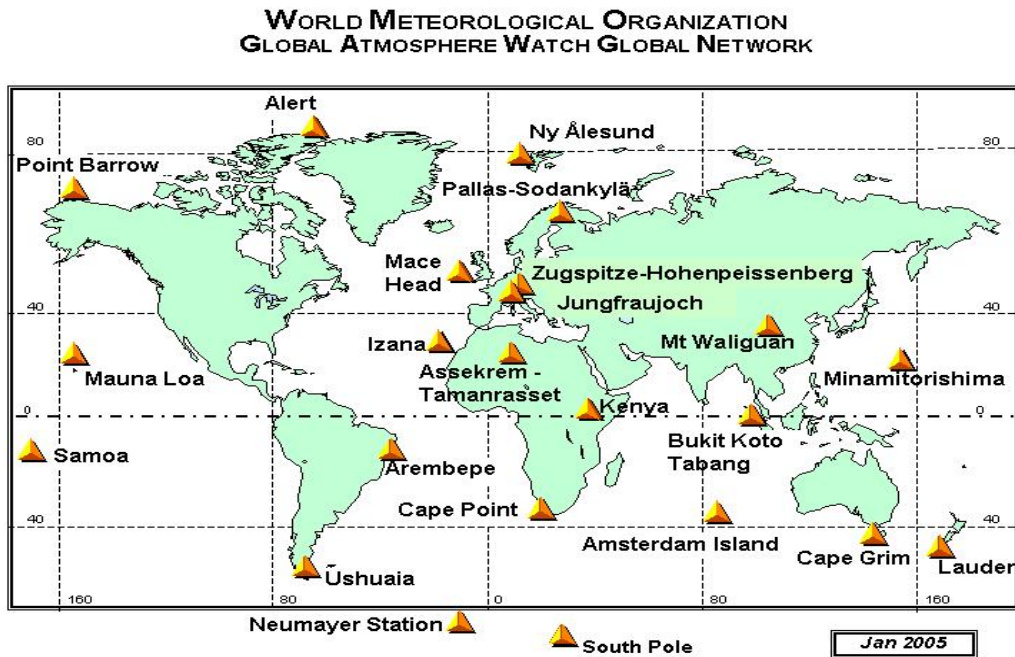 WORLD METEOROLOGICAL ORGANIZATION
GLOBAL ATMOSPHERE WATCH GLOBAL NETWORK
Alert
Ny Ålesund
80
80
Point Barrow
Pallas-Sodankylä
Mace
Head
Zugspitze-Hohenpeissenberg
Jungfraujoch
40
40
Izana
Mt Waliguan
Mauna Loa
Assekrem -
Tamanrasset
Minamitorishima
0
Kenya
0
Samoa
Arembepe
Bukit Koto
Tabang
Cape Point
40
40
Amsterdam Island
Cape Grim
Lauder
Ushuaia
160
80
0
80
160
Neumayer Station
South Pole
Jan 2005